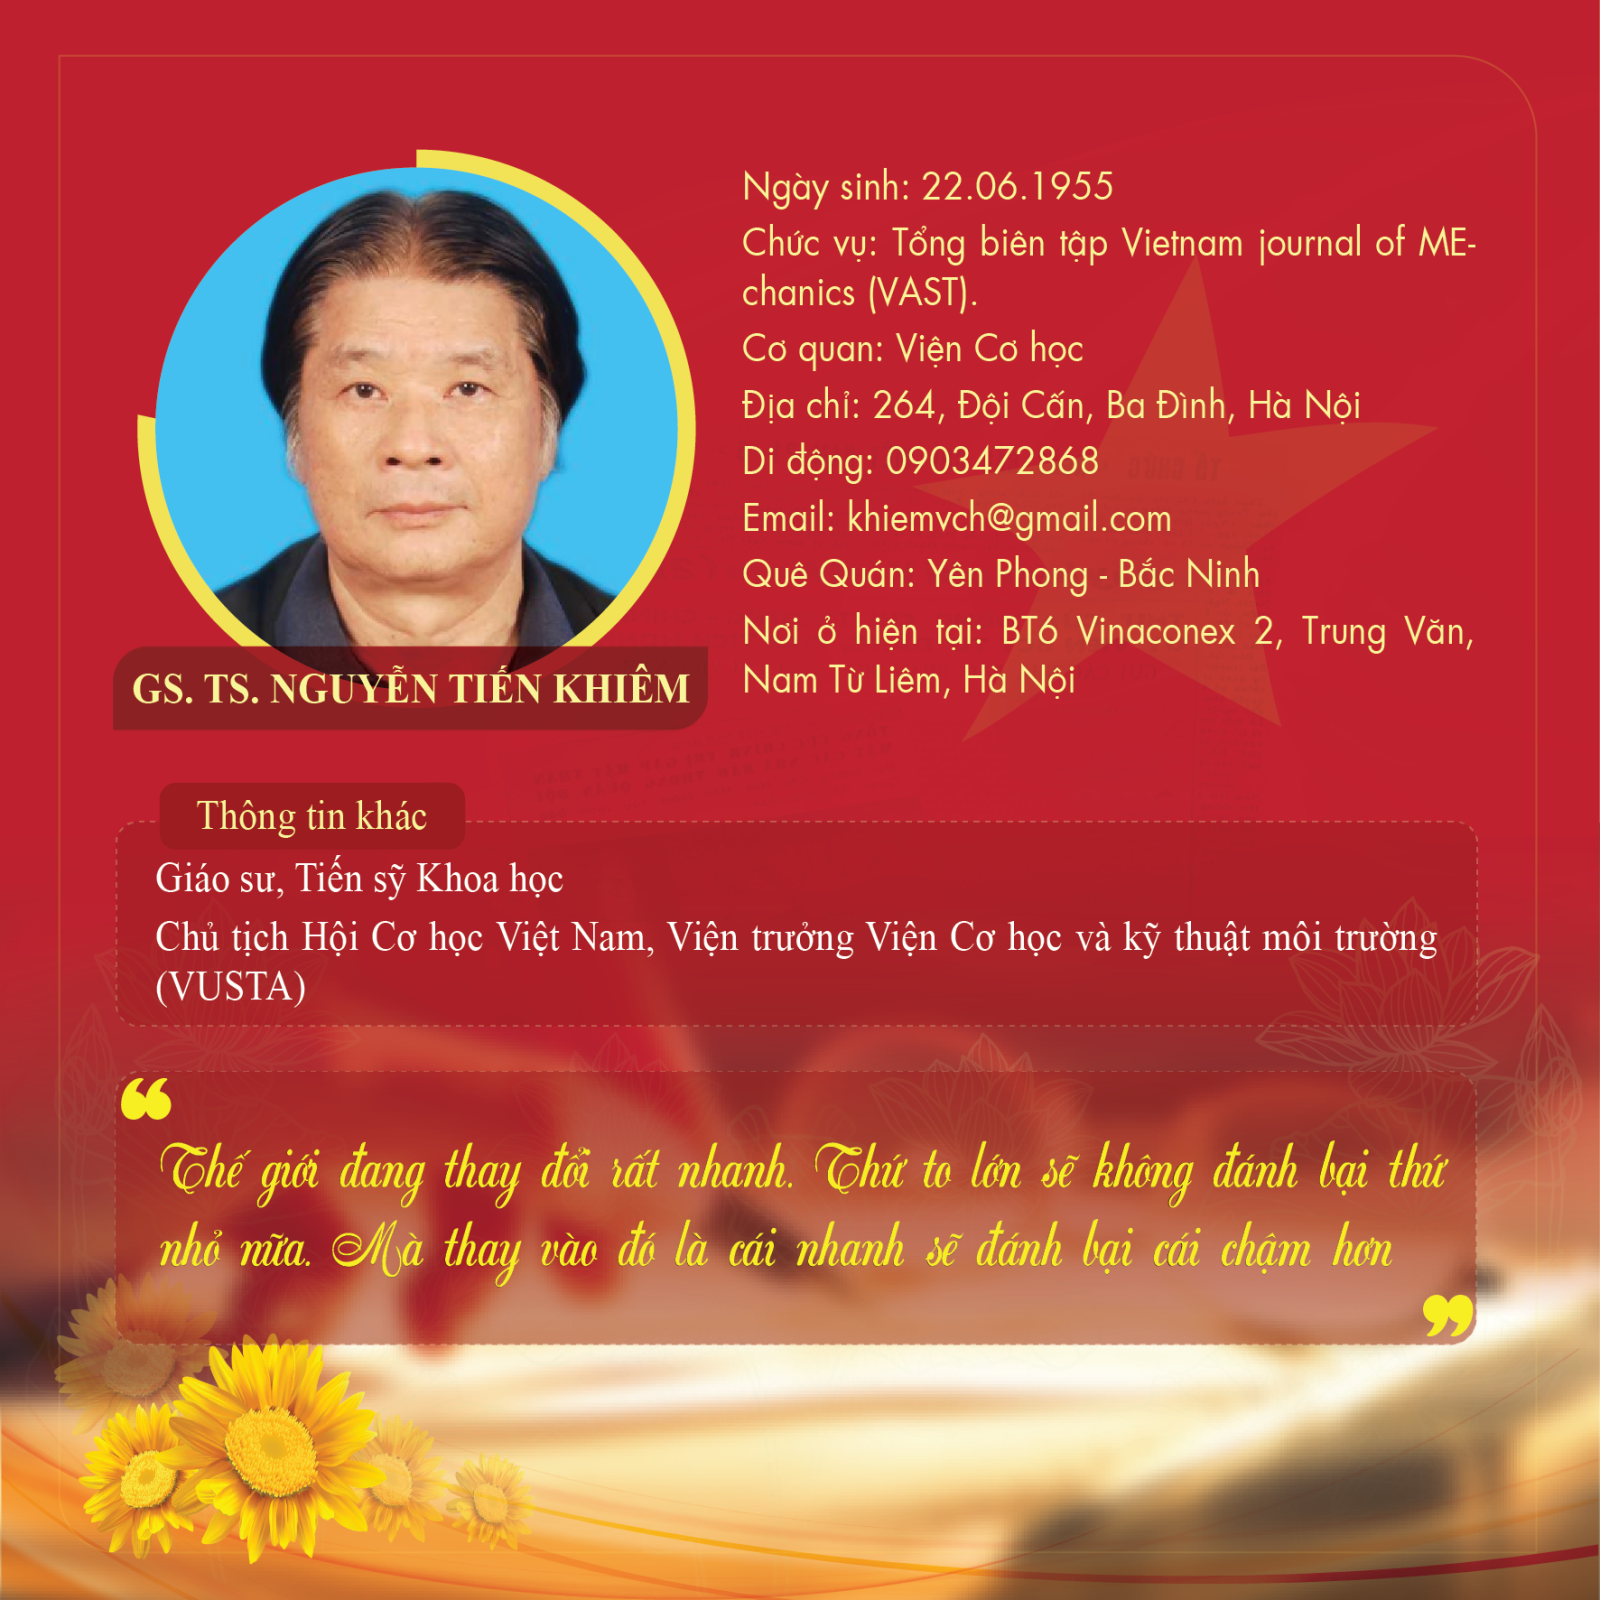 Ngày sinh: 22.06.1955
Chức vụ: Tổng biên tập Vietnam journal of ME-
chanics (VAST).
Cơ quan: Viện Cơ học
Địa chỉ: 264, Đội Cấn, Ba Đình, Hà Nội
Di động: 0903472868
Email: khiemvch@gmail.com
Quê Quán: Yên Phong - Bắc Ninh
Nơi ở hiện tại: BT6 Vinaconex 2, Trung Văn,
Nam Từ Liêm, Hà Nội
GS. TS. NGUYỄN TIẾN KHIÊM
Thông tin khác
Giáo sư, Tiến sỹ Khoa học
Chủ tịch Hội Cơ học Việt Nam, Viện trưởng Viện Cơ học và kỹ thuật môi trường
(VUSTA)
❝
Thế giới đang thay đổi rất nhanh. Thứ to lớn sẽ không đánh bại thứ
nhỏ nữa. Mà thay vào đó là cái nhanh sẽ đánh bại cái chậm hơn
❞